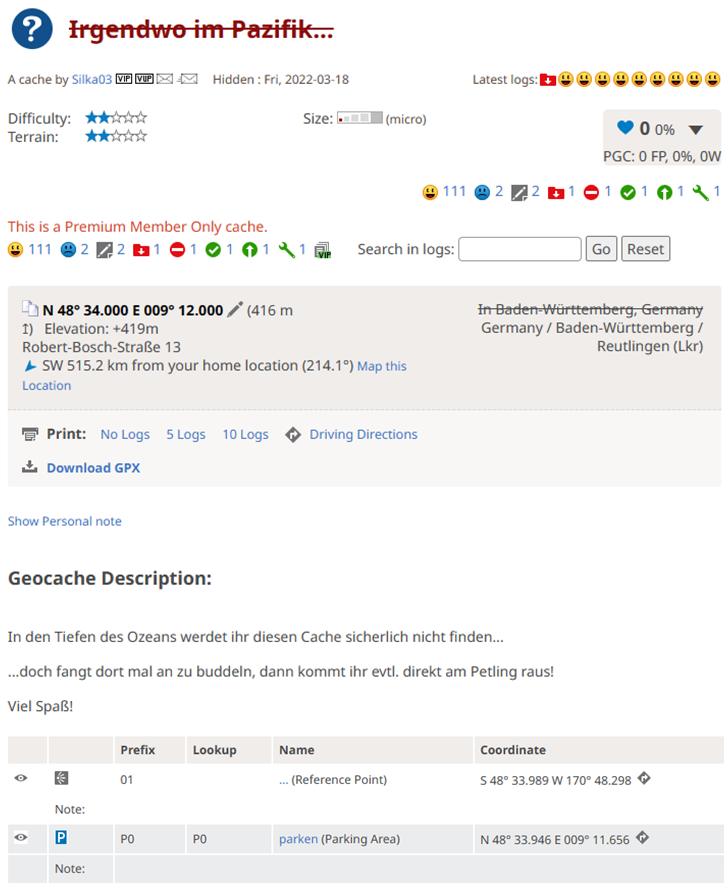 Irgendwo im Pazifik...
A cache by Silka03 VIP VUP Hidden : Fri, 2022-03-18 Latest logs:
Difficulty: Size: (micro) 0 0%
Terrain:
PGC: 0 FP, 0%, 0W
111 2 2 1 1 1 1 1
This is a Premium Member Only cache.
111 2 2 1 1 1 1 1 VIP Search in logs: Go Reset
N 48° 34.000 E 009° 12.000 (416 m In Baden-Württemberg, Germany
↥) Elevation: +419m Germany / Baden-Württemberg /
Robert-Bosch-Straße 13 Reutlingen (Lkr)
SW 515.2 km from your home location (214.1°) Map this
Location
Print: No Logs 5 Logs 10 Logs Driving Directions
Download GPX
Show Personal note
Geocache Description:
In den Tiefen des Ozeans werdet ihr diesen Cache sicherlich nicht finden...
...doch fangt dort mal an zu buddeln, dann kommt ihr evtl. direkt am Petling raus!
Viel Spaß!
Prefix Lookup Name Coordinate
01 ... (Reference Point) S 48° 33.989 W 170° 48.298
Note:
P P0 P0 parken (Parking Area) N 48° 33.946 E 009° 11.656
Note: